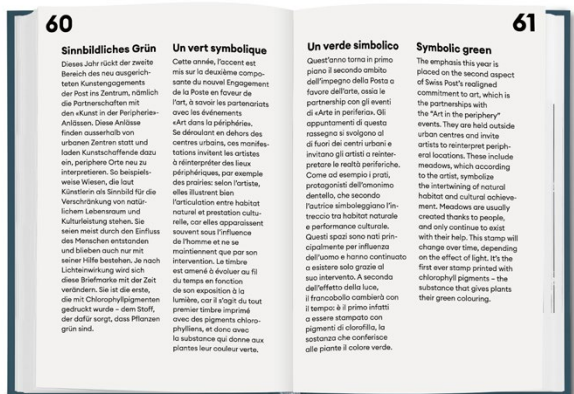 60
Sinnbildliches Grün
Dieses Jahr rückt der zweite
Bereich des neu ausgerich-
teten Kunstengagements
der Post ins Zentrum, nämlich
die Partnerschaften mit
den «Kunst in der Peripherie»-
Anlässen. Diese Anlässe
finden ausserhalb von
urbanen Zentren statt und
laden Kunstschaffende dazu
ein, periphere Orte neu zu
interpretieren. So beispiels-
weise Wiesen, die laut
Künstlerin als Sinnbild für die
Verschränkung von natür-
lichem Lebensraum und
Kulturleistung stehen. Sie
seien meist durch den Einfluss
des Menschen entstanden
und blieben auch nur mit
seiner Hilfe bestehen. Je nach
Lichteinwirkung wird sich
diese Briefmarke mit der Zeit
verändern. Sie ist die erste,
die mit Chlorophyllpigmenten
gedruckt wurde – dem Stoff,
der dafür sorgt, dass Pflanzen
grün sind.
Un vert symbolique
Cette année, l'accent est
mis sur la deuxième compo-
sante du nouvel Engagement
de la Poste en faveur de
l'art, à savoir les partenariats
avec les événements
«Art dans la périphérie».
Se déroulant en dehors des
centres urbains, ces manifes-
tations invitent les artistes
à réinterpréter des lieux
périphériques, par exemple
des prairies: selon l'artiste,
elles illustrent bien
l'articulation entre habitat
naturel et prestation cultu-
relle, car elles apparaissent
souvent sous l'influence
de l'homme et ne se
maintiennent que par son
intervention. Le timbre
est amené à évoluer au fil
du temps en fonction
de son exposition à la
lumière, car il s'agit du tout
premier timbre imprimé
avec des pigments chloro-
phylliens, et donc avec
la substance qui donne aux
plantes leur couleur verte.
61
Un verde simbolico
Quest'anno torna in primo
piano il secondo ambito
dell'impegno della Posta a
favore dell'arte, ossia le
partnership con gli eventi
di «Arte in periferia». Gli
appuntamenti di questa
rassegna si svolgono al
di fuori dei centri urbani e
invitano gli artisti a reinter-
pretare le realtà periferiche.
Come ad esempio i prati,
protagonisti dell'omonimo
dentello, che secondo
l'autrice simboleggiano l'in-
treccio tra habitat naturale
e performance culturale.
Questi spazi sono nati prin-
cipalmente per influenza
dell'uomo e hanno continuato
a esistere solo grazie al
suo intervento. A seconda
dell'effetto della luce,
il francobollo cambierà con
il tempo: è il primo infatti
a essere stampato con
pigmenti di clorofilla, la
sostanza che conferisce
alle piante il colore verde.
Symbolic green
The emphasis this year is
placed on the second aspect
of Swiss Post's realigned
commitment to art, which is
the partnerships with
the "Art in the periphery"
events. They are held outside
urban centres and invite
artists to reinterpret periph-
eral locations. These include
meadows, which according
to the artist, symbolize
the intertwining of natural
habitat and cultural achieve-
ment. Meadows are usually
created thanks to people,
and only continue to exist
with their help. This stamp will
change over time, depending
on the effect of light. It's the
first ever stamp printed with
chlorophyll pigments – the
substance that gives plants
their green colouring.